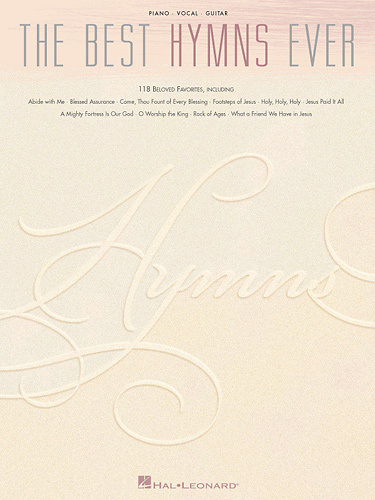 PIANO · VOCAL · GUITAR
THE BEST HYMNS EVER
118 BELOVED FAVORITES, INCLUDING
Abide with Me · Blessed Assurance · Come, Thou Fount of Every Blessing · Footsteps of Jesus · Holy, Holy, Holy · Jesus Paid It All
A Mighty Fortress Is Our God · O Worship the King · Rock of Ages · What a Friend We Have in Jesus
Hymns
HAL·LEONARD®